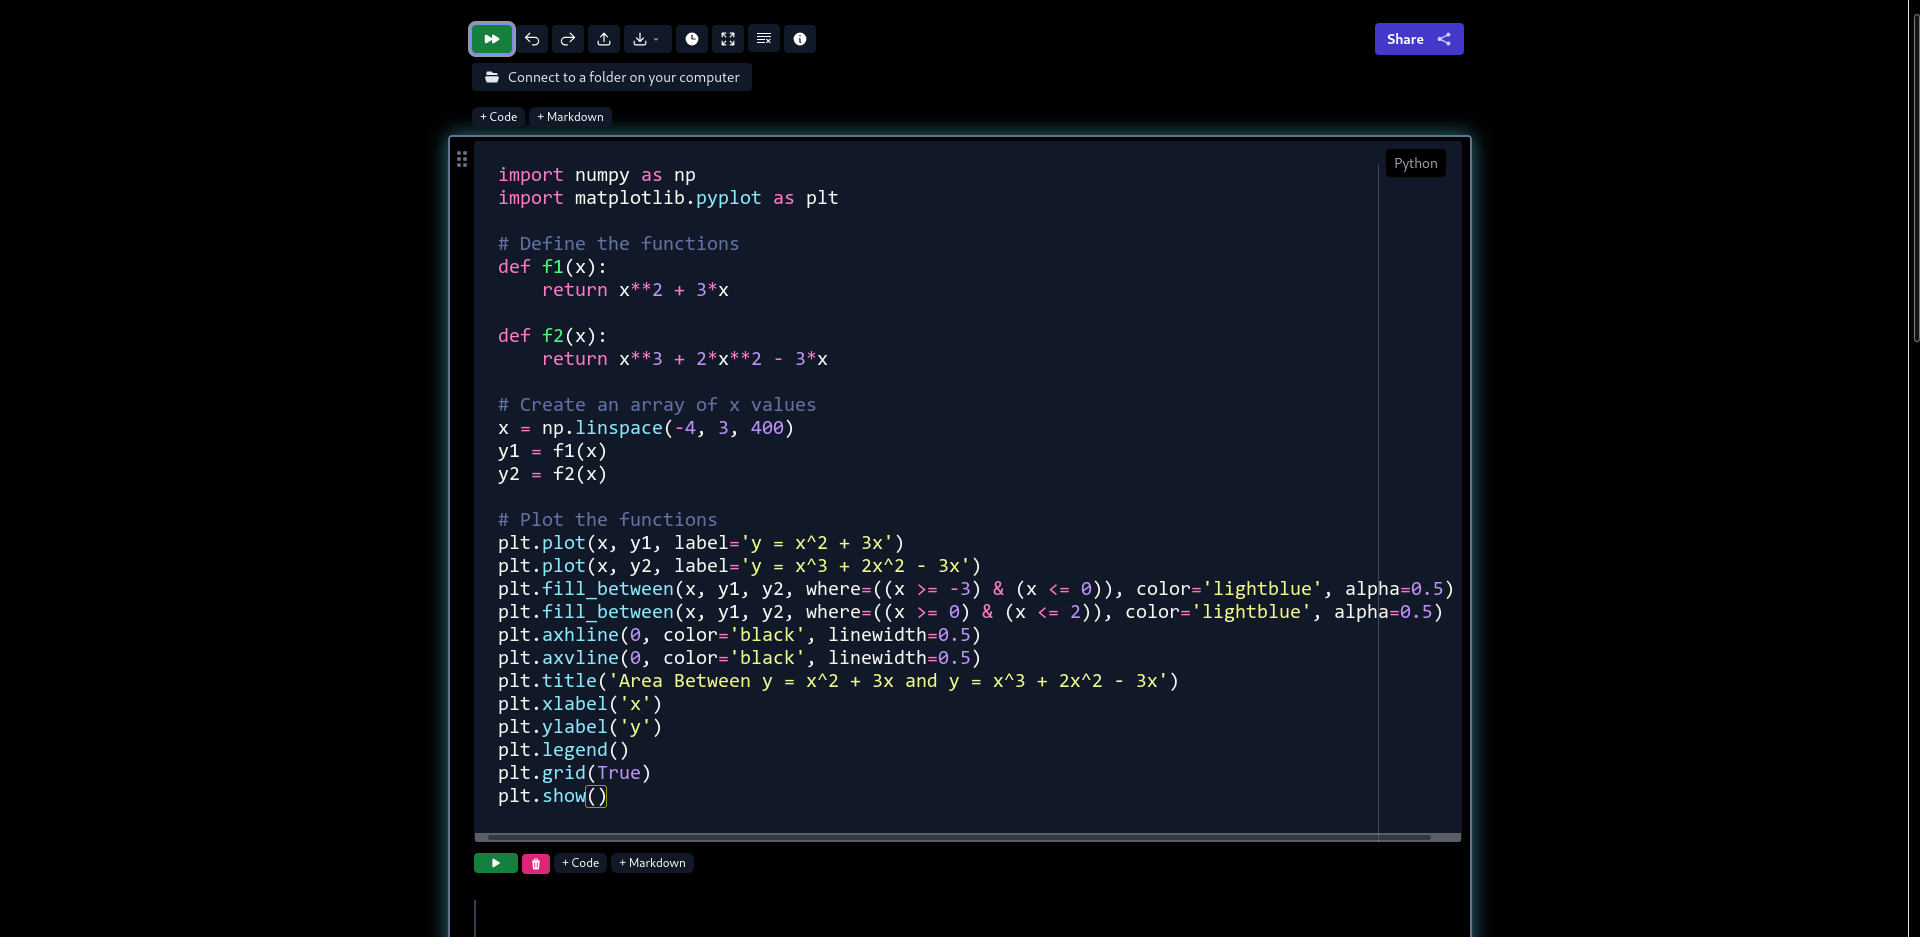 Share
Connect to a folder on your computer
+ Code + Markdown
Python
import numpy as np
import matplotlib.pyplot as plt
# Define the functions
def f1(x):
    return x**2 + 3*x
def f2(x):
    return x**3 + 2*x**2 - 3*x
# Create an array of x values
x = np.linspace(-4, 3, 400)
y1 = f1(x)
y2 = f2(x)
# Plot the functions
plt.plot(x, y1, label='y = x^2 + 3x')
plt.plot(x, y2, label='y = x^3 + 2x^2 - 3x')
plt.fill_between(x, y1, y2, where=((x >= -3) & (x <= 0)), color='lightblue', alpha=0.5)
plt.fill_between(x, y1, y2, where=((x >= 0) & (x <= 2)), color='lightblue', alpha=0.5)
plt.axhline(0, color='black', linewidth=0.5)
plt.axvline(0, color='black', linewidth=0.5)
plt.title('Area Between y = x^2 + 3x and y = x^3 + 2x^2 - 3x')
plt.xlabel('x')
plt.ylabel('y')
plt.legend()
plt.grid(True)
plt.show()
+ Code + Markdown